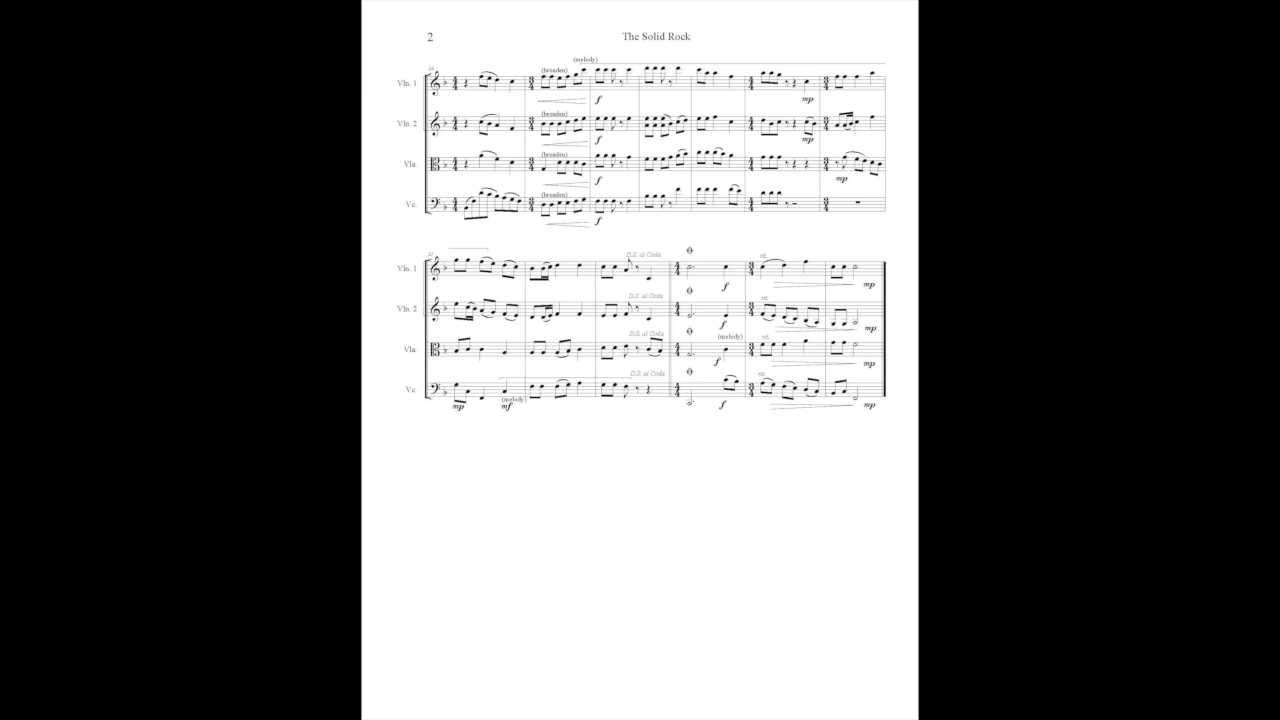 2
The Solid Rock
(melody)
24
(broaden)
Vln. 1
f
mp
(broaden)
Vln. 2
f
mp
(broaden)
Vla.
f
mp
(broaden)
Vc.
f
D.S. al Coda
rit.
Vln. 1
f
mp
D.S. al Coda
rit.
Vln. 2
f
mp
D.S. al Coda
(melody)
rit.
Vla.
f
mp
D.S. al Coda
rit.
Vc.
mp
mf
(melody)
f
mp